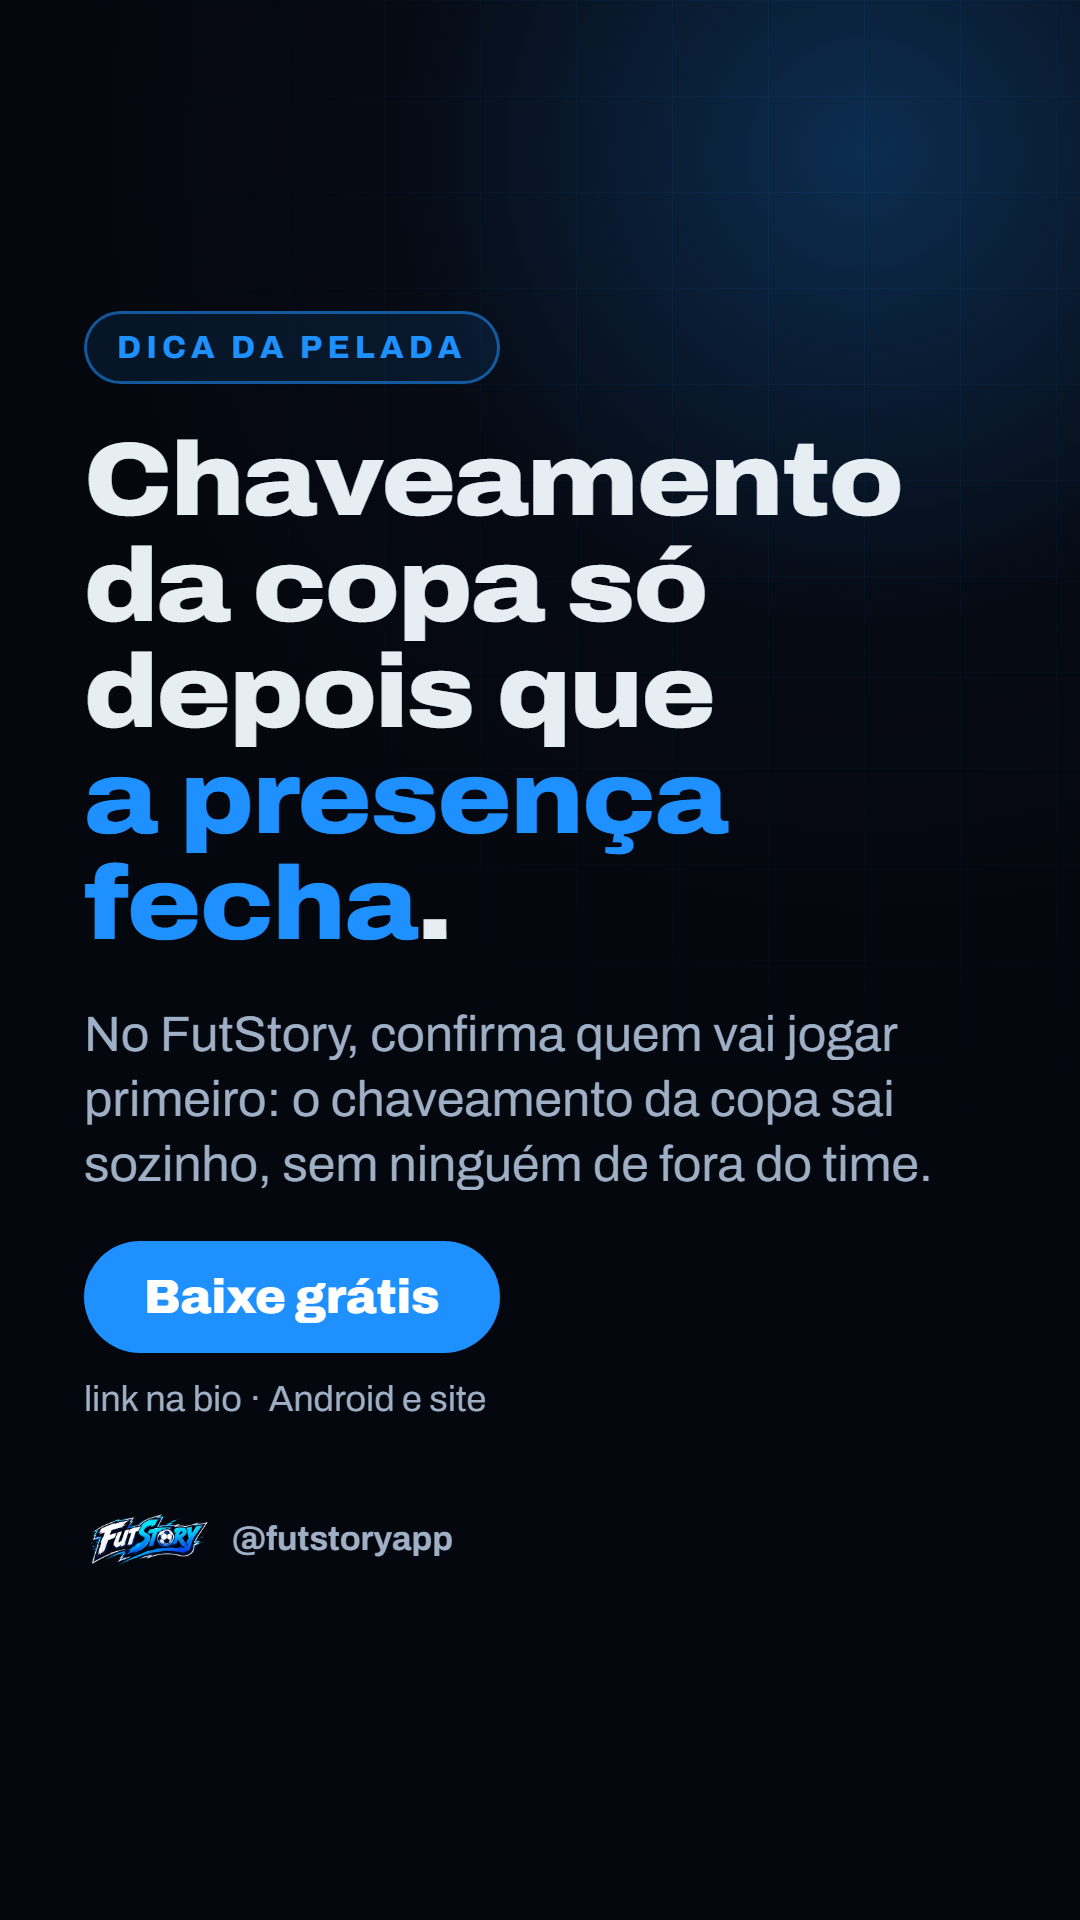 DICA DA PELADA
Chaveamento
da copa só
depois que
a presença
fecha.
No FutStory, confirma quem vai jogar
primeiro: o chaveamento da copa sai
sozinho, sem ninguém de fora do time.
Baixe grátis
link na bio · Android e site
FUTSTORY @futstoryapp